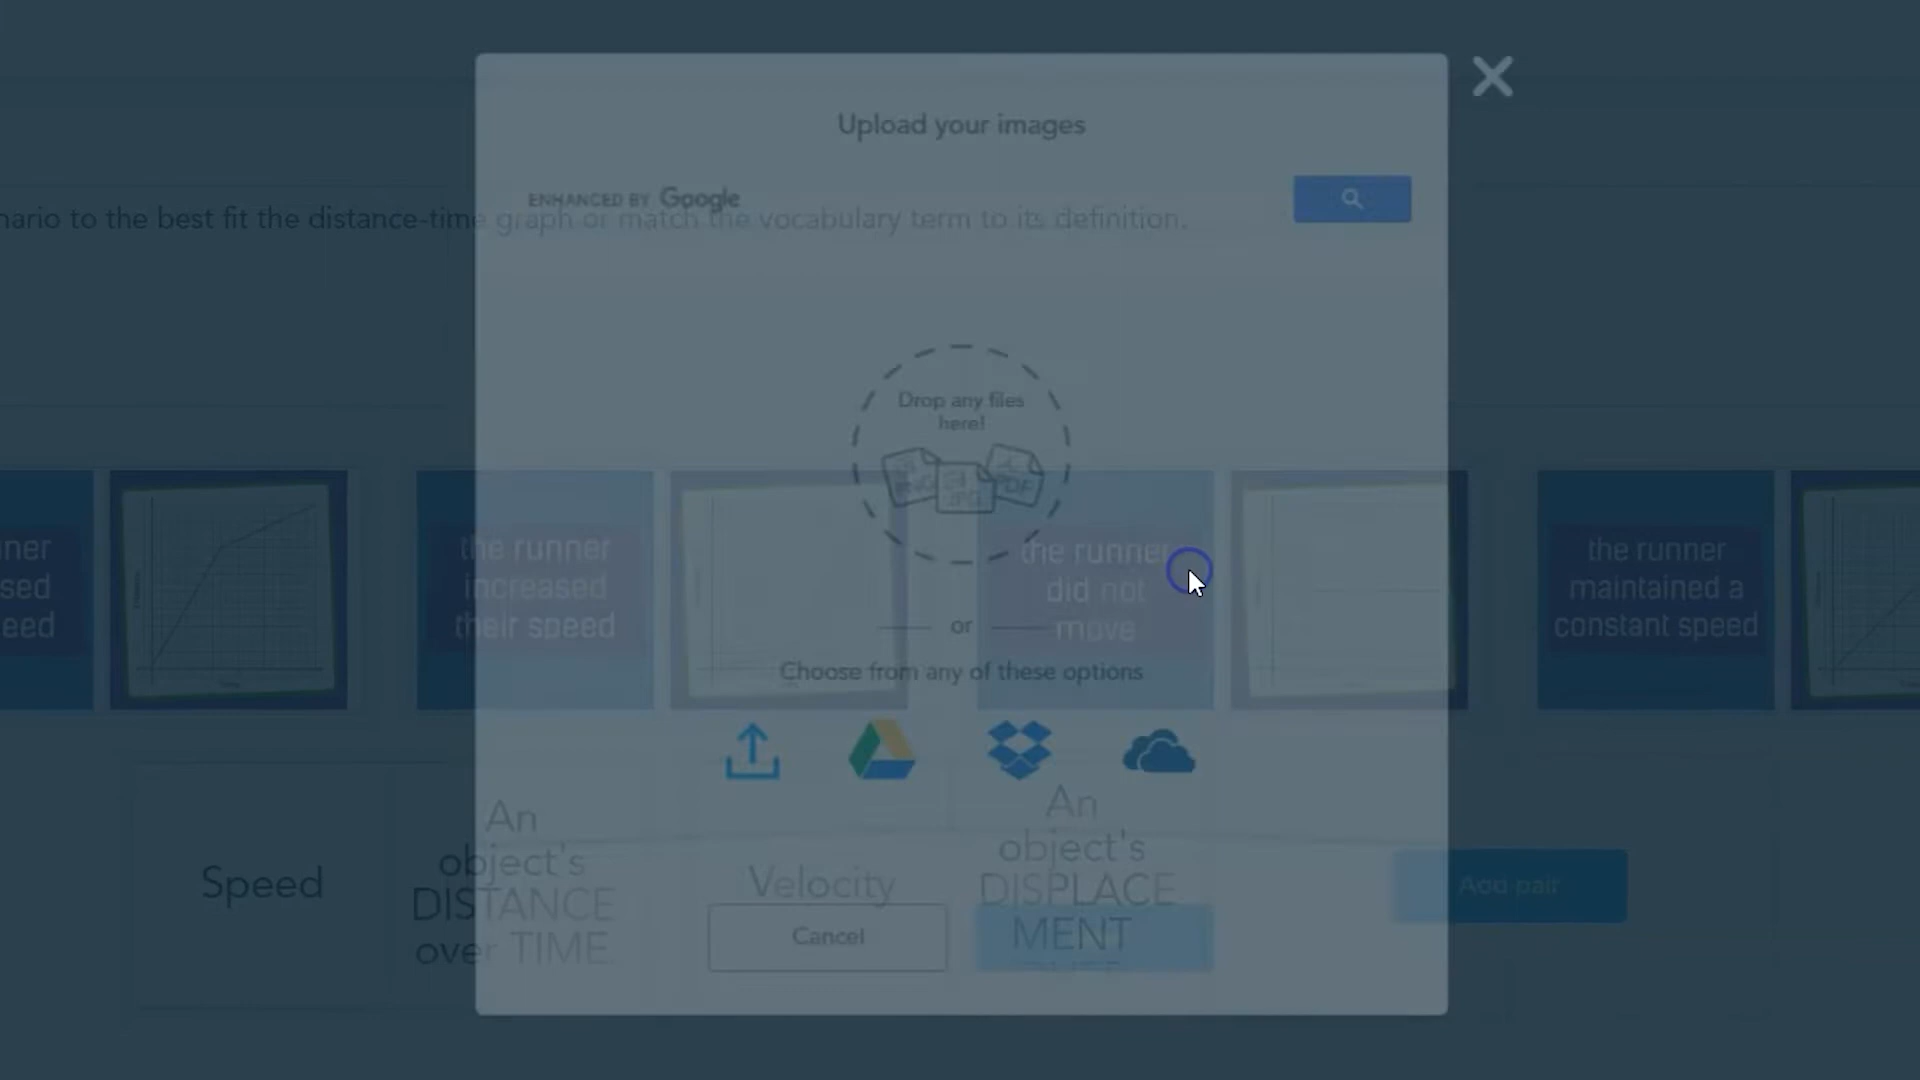 Upload your images
ENHANCED BY Google
nario to the best fit the distance-time graph or match the vocabulary term to its definition.
Drop any files
here!
JPG
PDF
ner
sed
eed
the runner
increased
their speed
the runner
did not
move
the runner
maintained a
constant speed
or
Choose from any of these options
Speed
An
object's
DISTANCE
over TIME.
Velocity
An
object's
DISPLACE
MENT
Add pair
Cancel